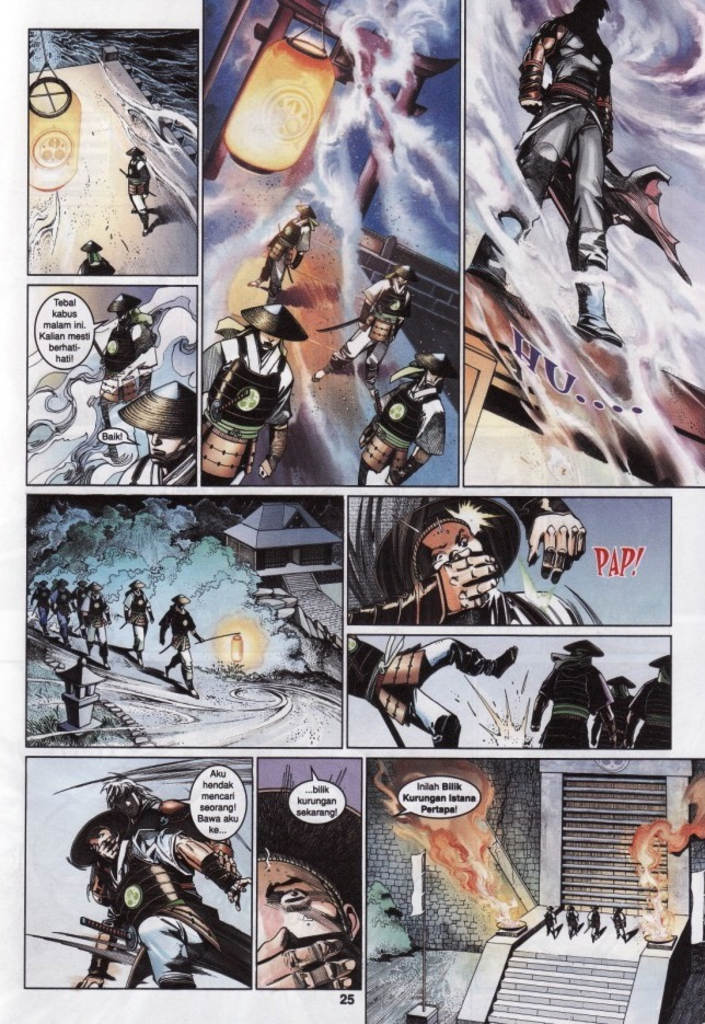 Tebal
kabus
malam ini.
Kalian mesti
berhati-
hati!
Baik!
HU....
PAP!
Aku
hendak
mencari
seorang!
Bawa aku
ke...
...bilik
kurungan
sekarang!
Inilah Bilik
Kurungan Istana
Pertapa!
25